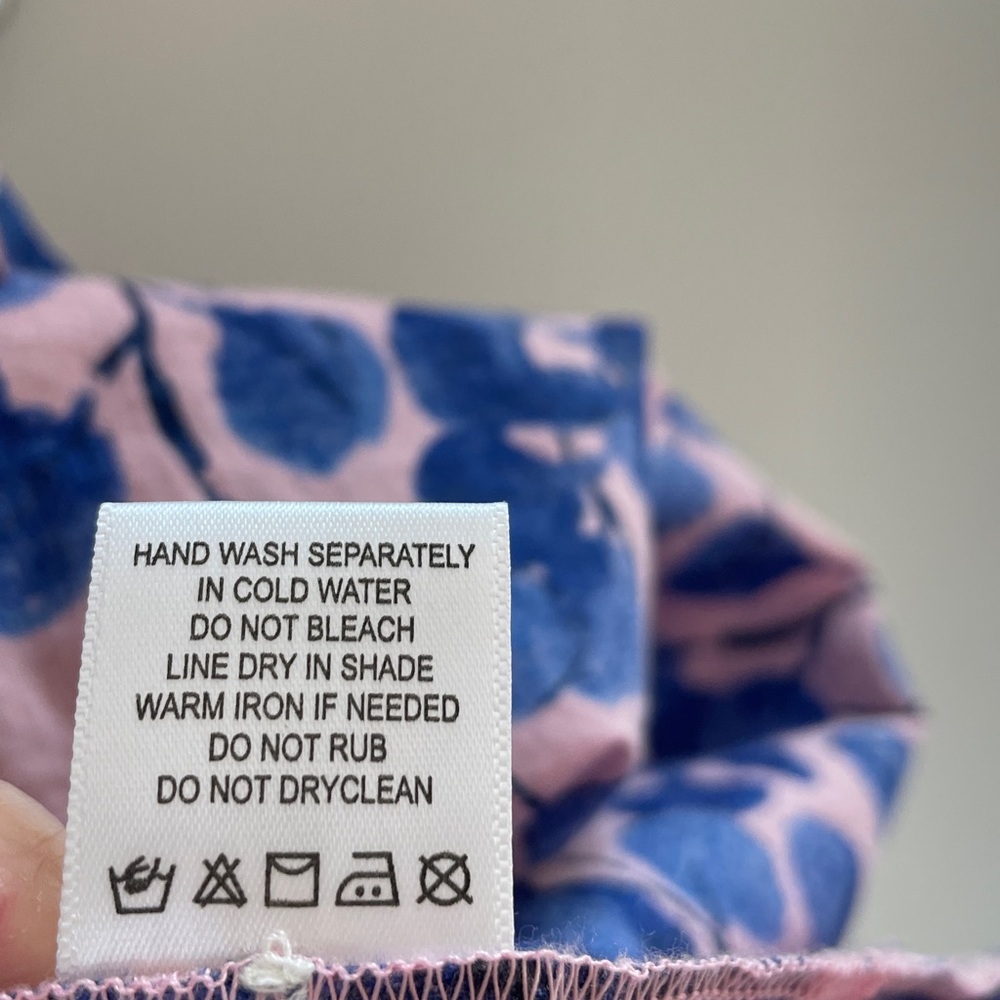 HAND WASH SEPARATELY
IN COLD WATER
DO NOT BLEACH
LINE DRY IN SHADE
WARM IRON IF NEEDED
DO NOT RUB
DO NOT DRYCLEAN